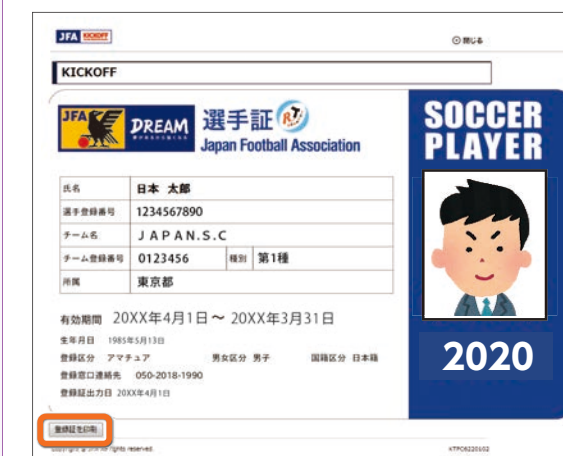 JFA KICKOFF
閉じる
KICKOFF
JFA
DREAM
選手証
Japan Football Association
SOCCER
PLAYER
氏名 日本 太郎
選手登録番号 1234567890
チーム名 JAPAN.S.C
チーム登録番号 0123456 種別 第1種
所属 東京都
有効期間 20XX年4月1日〜20XX年3月31日
生年月日 1985年5月13日
登録区分 アマチュア 男女区分 男子 国籍区分 日本籍
登録窓口連絡先 050-2018-1990
登録証出力日 20XX年4月1日
2020
登録証を印刷
rights reserved.
KTPC6220102